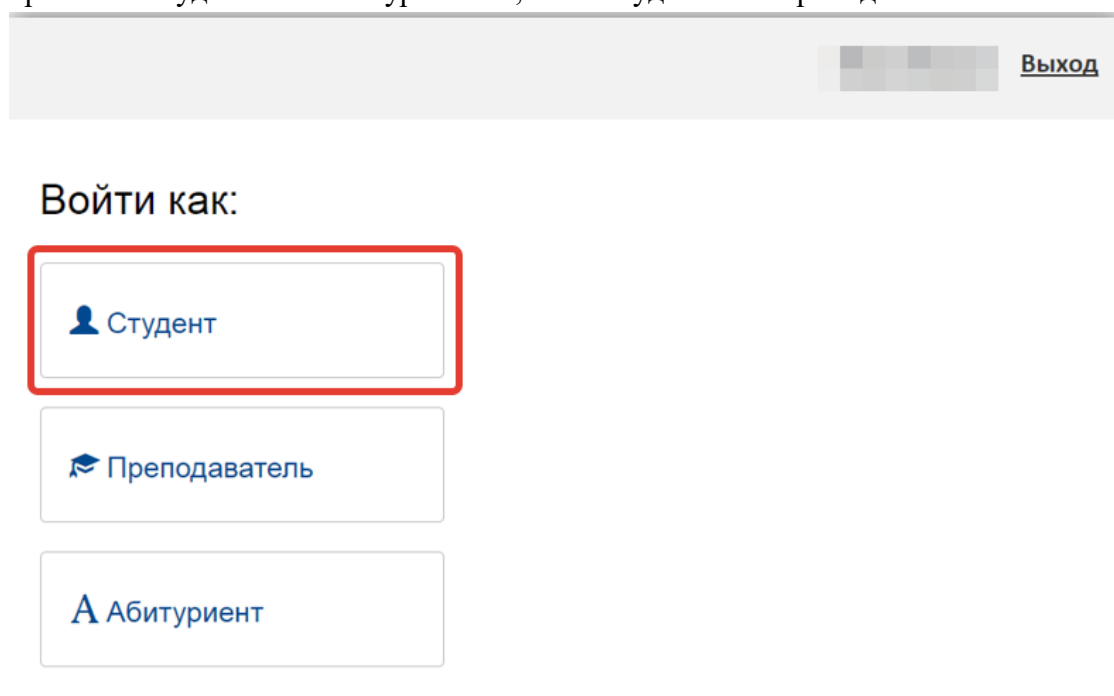 Выход
Войти как:
Студент
Преподаватель
A Абитуриент